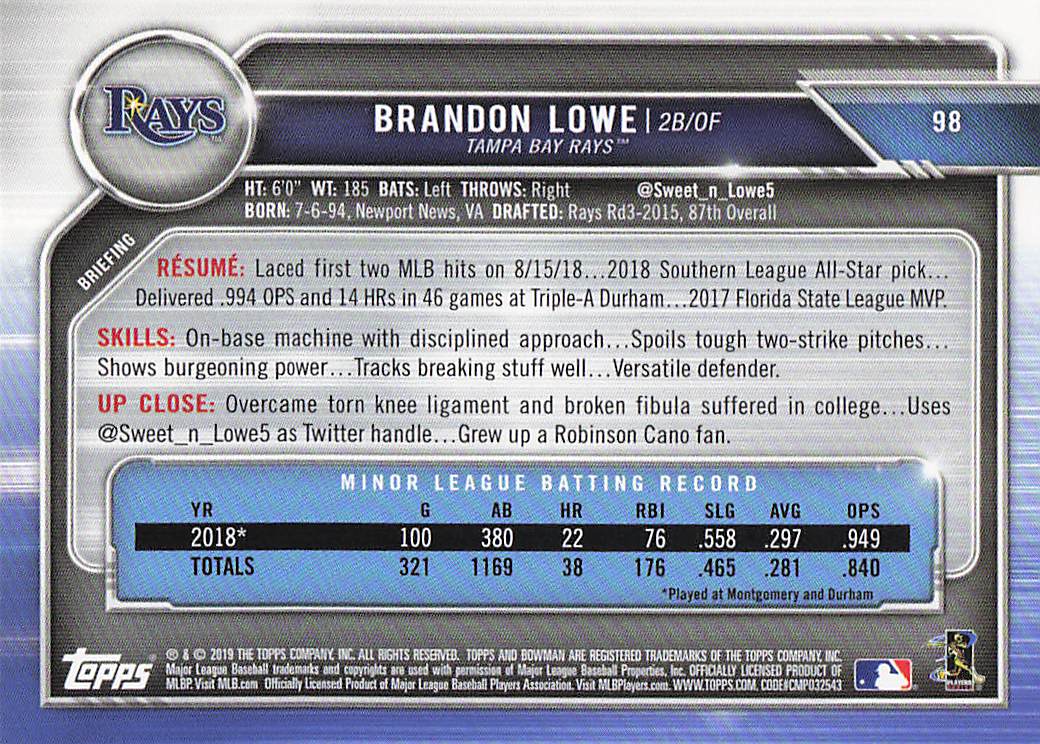 RAYS
BRANDON LOWE | 2B/OF
98
TAMPA BAY RAYS™
HT: 6'0" WT: 185 BATS: Left THROWS: Right @Sweet_n_Lowe5
BORN: 7-6-94, Newport News, VA DRAFTED: Rays Rd3-2015, 87th Overall
BRIEFING
RÉSUMÉ: Laced first two MLB hits on 8/15/18...2018 Southern League All-Star pick...
Delivered .994 OPS and 14 HRs in 46 games at Triple-A Durham...2017 Florida State League MVP.
SKILLS: On-base machine with disciplined approach...Spoils tough two-strike pitches...
Shows burgeoning power...Tracks breaking stuff well...Versatile defender.
UP CLOSE: Overcame torn knee ligament and broken fibula suffered in college...Uses
@Sweet_n_Lowe5 as Twitter handle...Grew up a Robinson Cano fan.
MINOR LEAGUE BATTING RECORD
YR G AB HR RBI SLG AVG OPS
2018* 100 380 22 76 .558 .297 .949
TOTALS 321 1169 38 176 .465 .281 .840
*Played at Montgomery and Durham
topps
® & © 2019 THE TOPPS COMPANY, INC. ALL RIGHTS RESERVED. TOPPS AND BOWMAN ARE REGISTERED TRADEMARKS OF THE TOPPS COMPANY, INC.
Major League Baseball trademarks and copyrights are used with permission of Major League Baseball Properties, Inc. OFFICIALLY LICENSED PRODUCT OF
MLBP. Visit MLB.com Officially Licensed Product of Major League Baseball Players Association. Visit MLBPlayers.com. WWW.TOPPS.COM. CODE#CMP032543